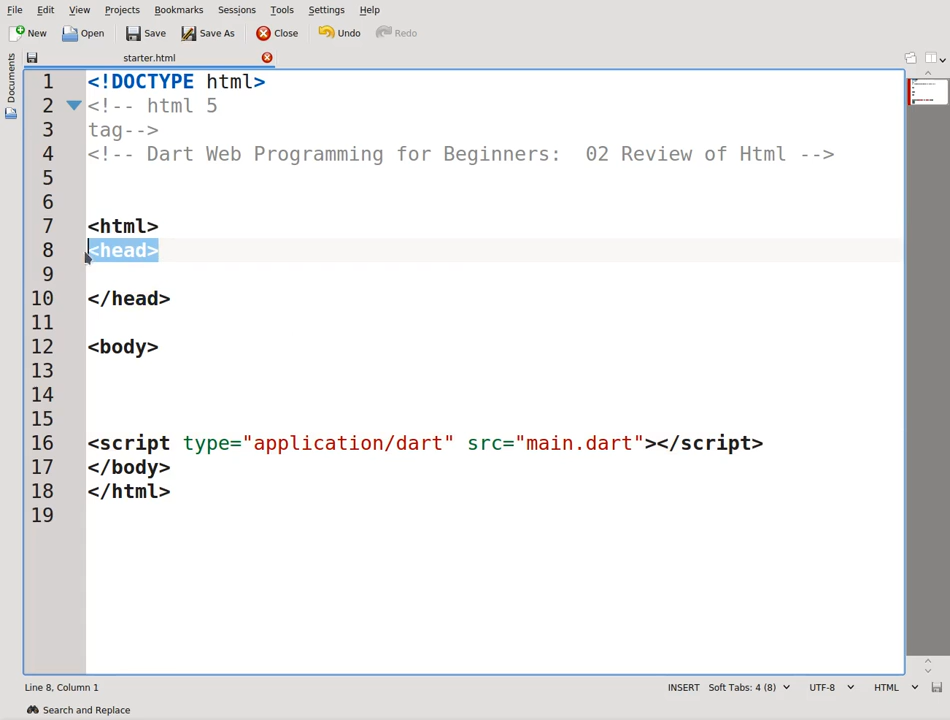 File Edit View Projects Bookmarks Sessions Tools Settings Help
New Open Save Save As Close Undo Redo
starter.html
Documents
1 <!DOCTYPE html>
2 <!-- html 5
3 tag-->
4 <!-- Dart Web Programming for Beginners:  02 Review of Html -->
5
6
7 <html>
8 <head>
9
10 </head>
11
12 <body>
13
14
15
16 <script type="application/dart" src="main.dart"></script>
17 </body>
18 </html>
19
Line 8, Column 1 INSERT Soft Tabs: 4 (8) UTF-8 HTML
Search and Replace